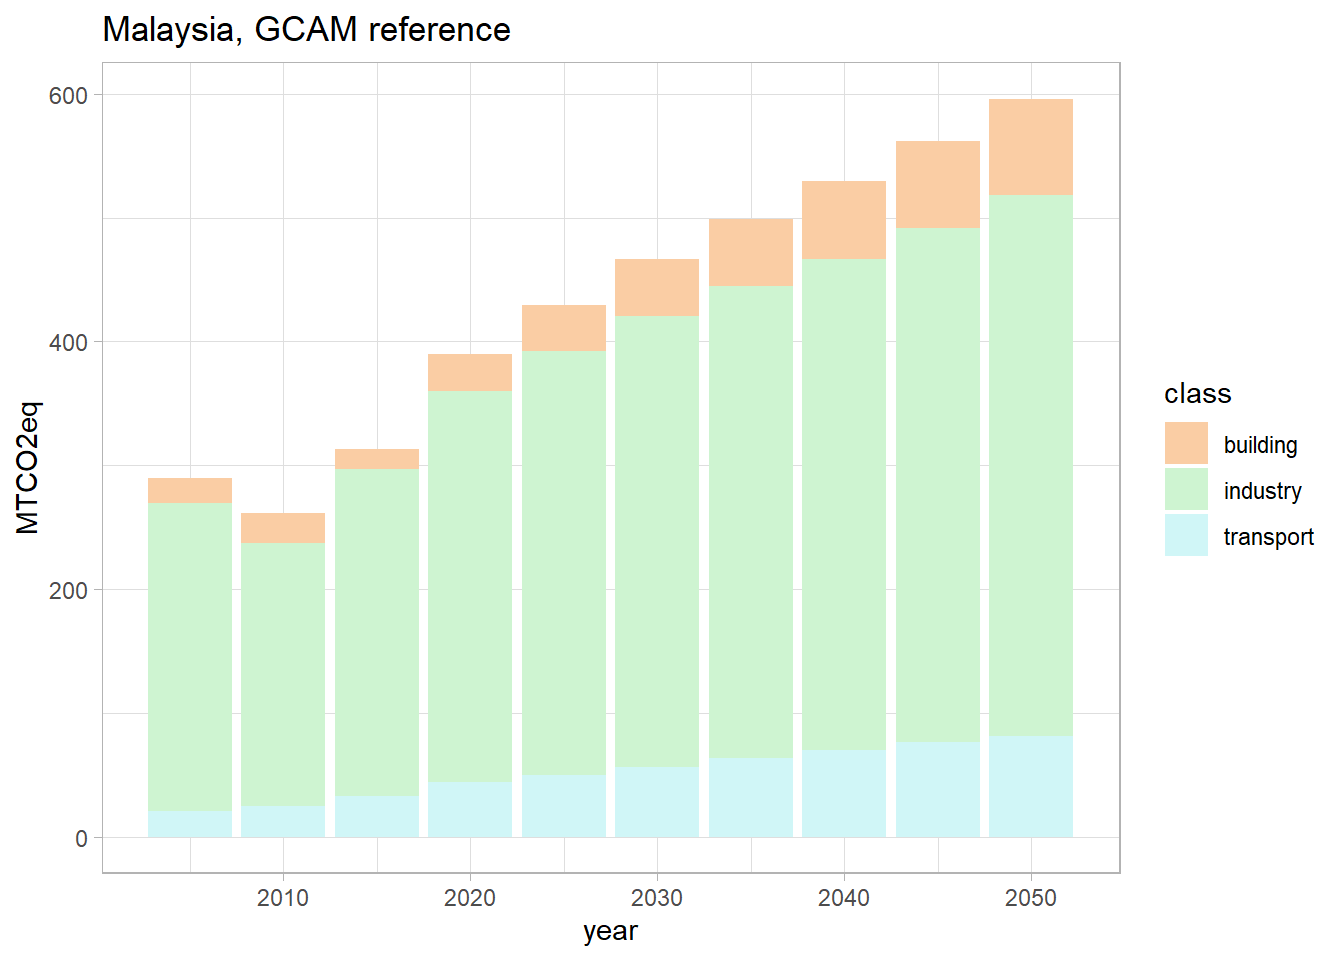 Malaysia, GCAM reference
600
400
200
0
MTCO2eq
2010
2020
2030
2040
2050
year
class
building
industry
transport